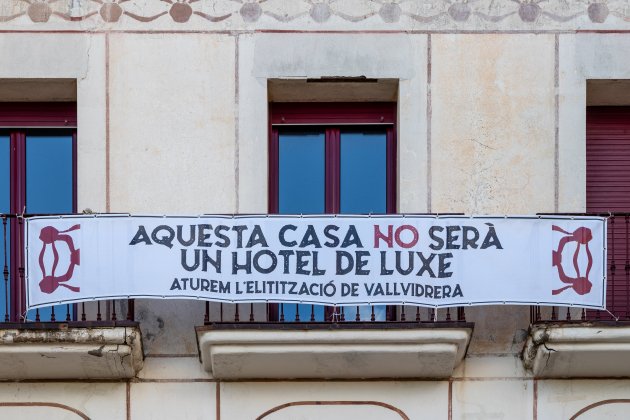 AQUESTA CASA NO SERÀ
UN HOTEL DE LUXE
ATUREM L'ELITITZACIÓ DE VALLVIDRERA